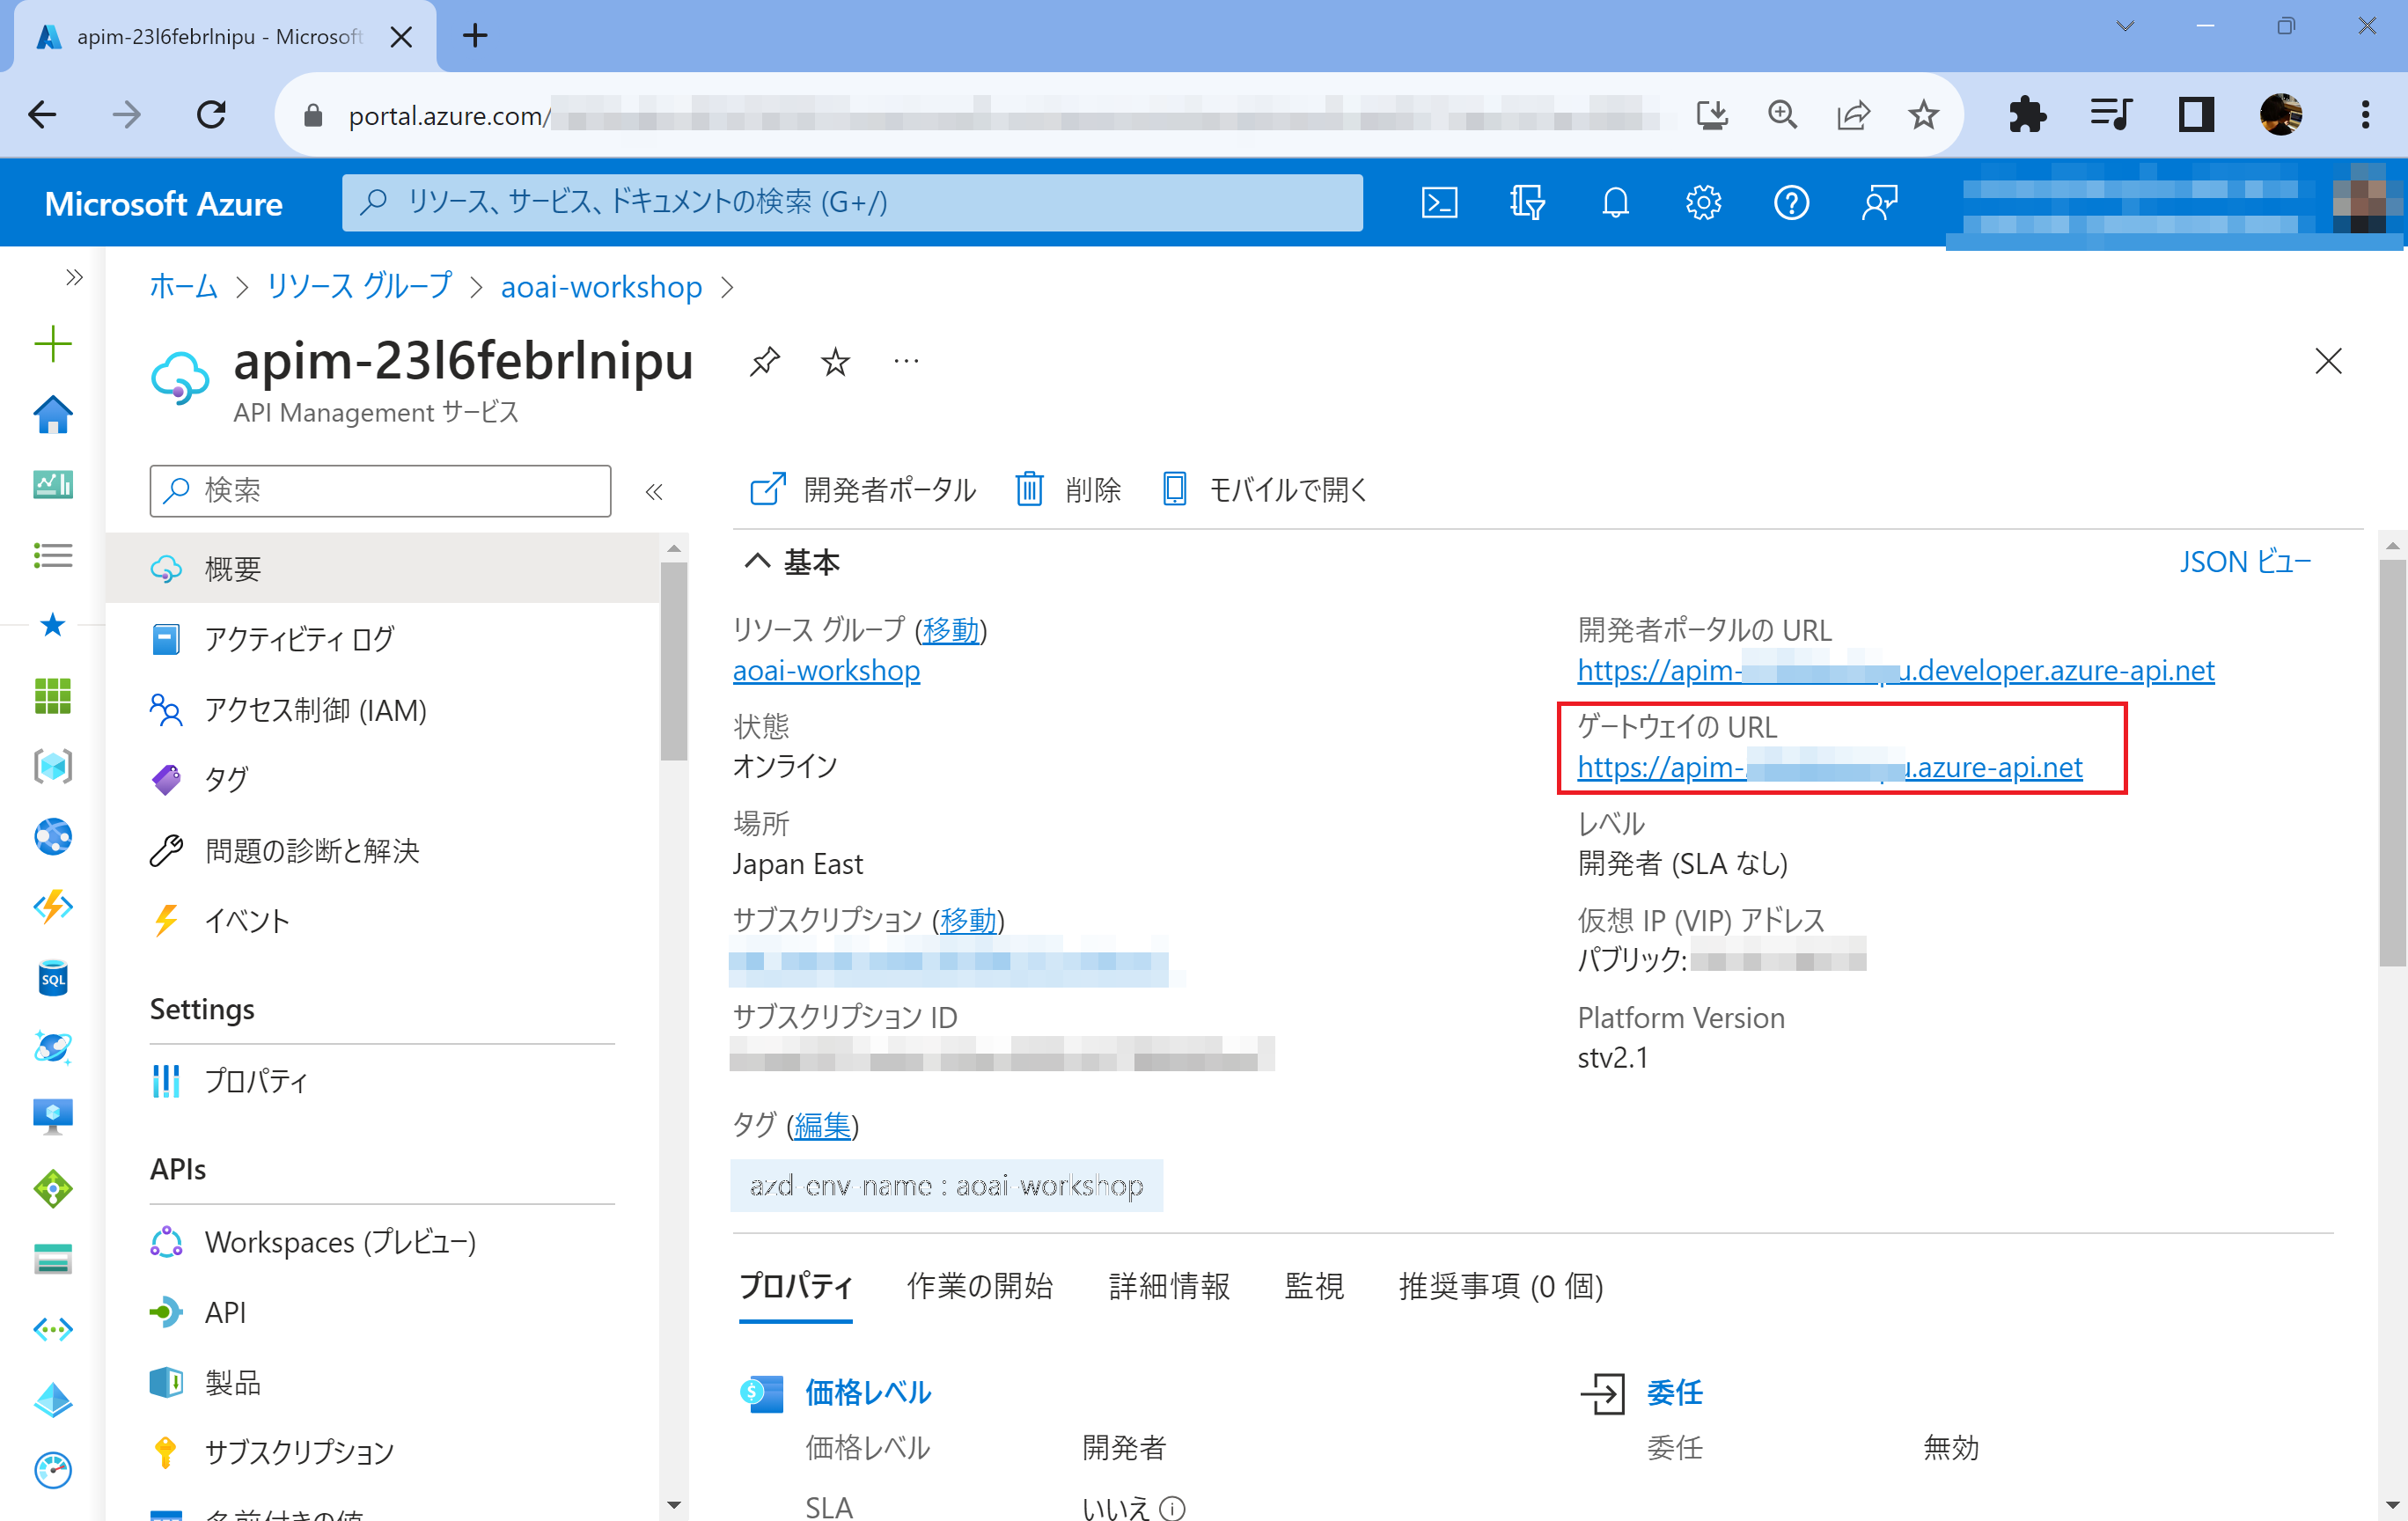 apim-23l6febrlnipu - Microsoft
portal.azure.com/
Microsoft Azure
リソース、サービス、ドキュメントの検索 (G+/)
ホーム > リソース グループ > aoai-workshop >
apim-23l6febrlnipu
API Management サービス
検索
概要
アクティビティ ログ
アクセス制御 (IAM)
タグ
問題の診断と解決
イベント
Settings
プロパティ
APIs
Workspaces (プレビュー)
API
製品
サブスクリプション
名前付きの値
SQL
開発者ポータル
削除
モバイルで開く
基本
JSON ビュー
リソース グループ (移動)
aoai-workshop
状態
オンライン
場所
Japan East
サブスクリプション (移動)
サブスクリプション ID
開発者ポータルの URL
https://apim- u.developer.azure-api.net
ゲートウェイの URL
https://apim- .azure-api.net
レベル
開発者 (SLA なし)
仮想 IP (VIP) アドレス
パブリック:
Platform Version
stv2.1
タグ (編集)
azd-env-name : aoai-workshop
プロパティ
作業の開始
詳細情報
監視
推奨事項 (0 個)
価格レベル
価格レベル 開発者
SLA いいえ
委任
委任 無効